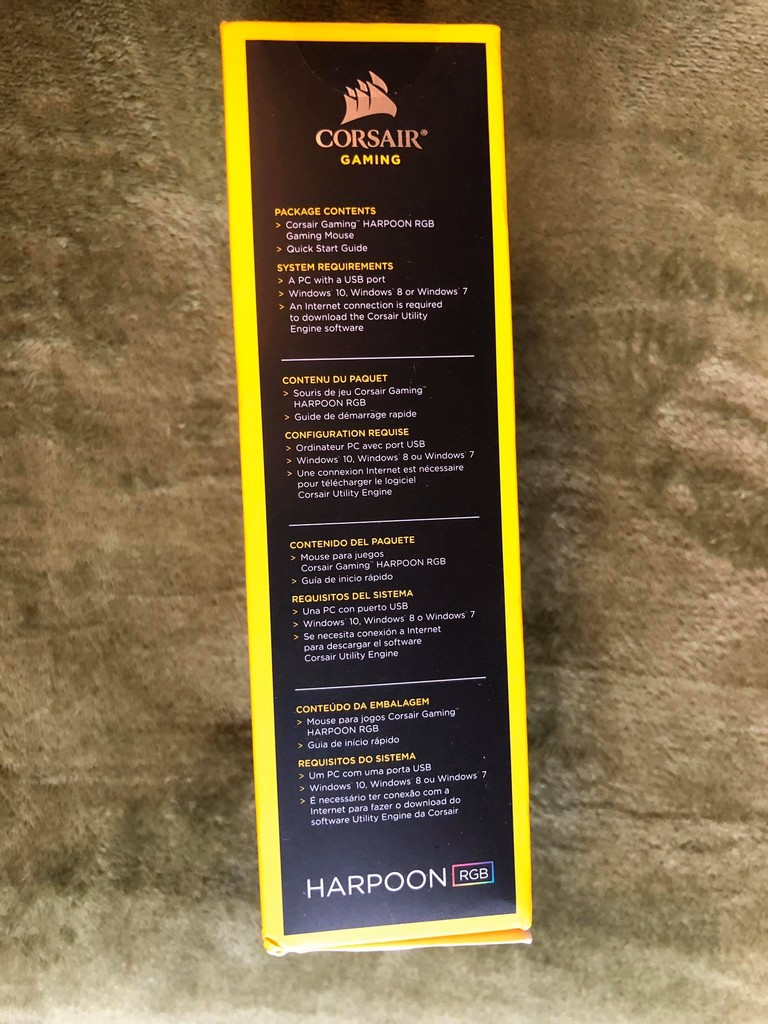 CORSAIR®
GAMING
PACKAGE CONTENTS
> Corsair Gaming™ HARPOON RGB
Gaming Mouse
> Quick Start Guide
SYSTEM REQUIREMENTS
> A PC with a USB port
> Windows® 10, Windows® 8 or Windows® 7
> An Internet connection is required
to download the Corsair Utility
Engine software
CONTENU DU PAQUET
> Souris de jeu Corsair Gaming™
HARPOON RGB
> Guide de démarrage rapide
CONFIGURATION REQUISE
> Ordinateur PC avec port USB
> Windows® 10, Windows® 8 ou Windows® 7
> Une connexion Internet est nécessaire
pour télécharger le logiciel
Corsair Utility Engine
CONTENIDO DEL PAQUETE
> Mouse para juegos
Corsair Gaming™ HARPOON RGB
> Guía de inicio rápido
REQUISITOS DEL SISTEMA
> Una PC con puerto USB
> Windows® 10, Windows® 8 o Windows® 7
> Se necesita conexión a Internet
para descargar el software
Corsair Utility Engine
CONTEÚDO DA EMBALAGEM
> Mouse para jogos Corsair Gaming™
HARPOON RGB
> Guia de início rápido
REQUISITOS DO SISTEMA
> Um PC com uma porta USB
> Windows® 10, Windows® 8 ou Windows® 7
> É necessário ter conexão com a
Internet para fazer o download do
software Utility Engine da Corsair
HARPOON RGB